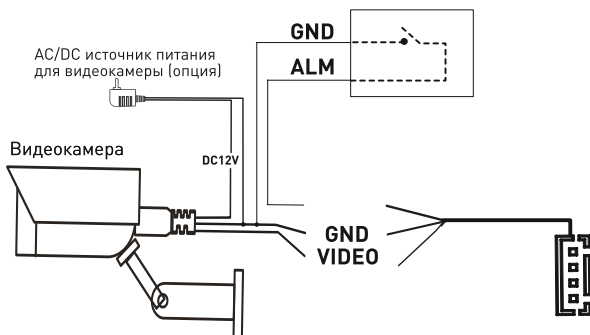 GND
AC/DC источник питания
для видеокамеры (опция)
ALM
Видеокамера
DC12V
GND
VIDEO